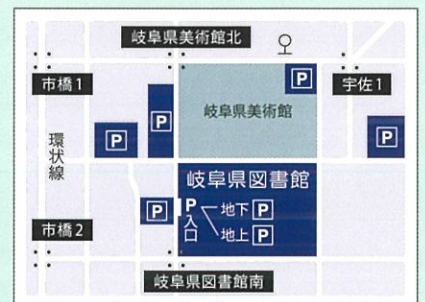 岐阜県美術館北
市橋1
P
宇佐1
P
岐阜県美術館
P
P
環状線
岐阜県図書館
P
P入口
地下 P
地上 P
市橋2
岐阜県図書館南